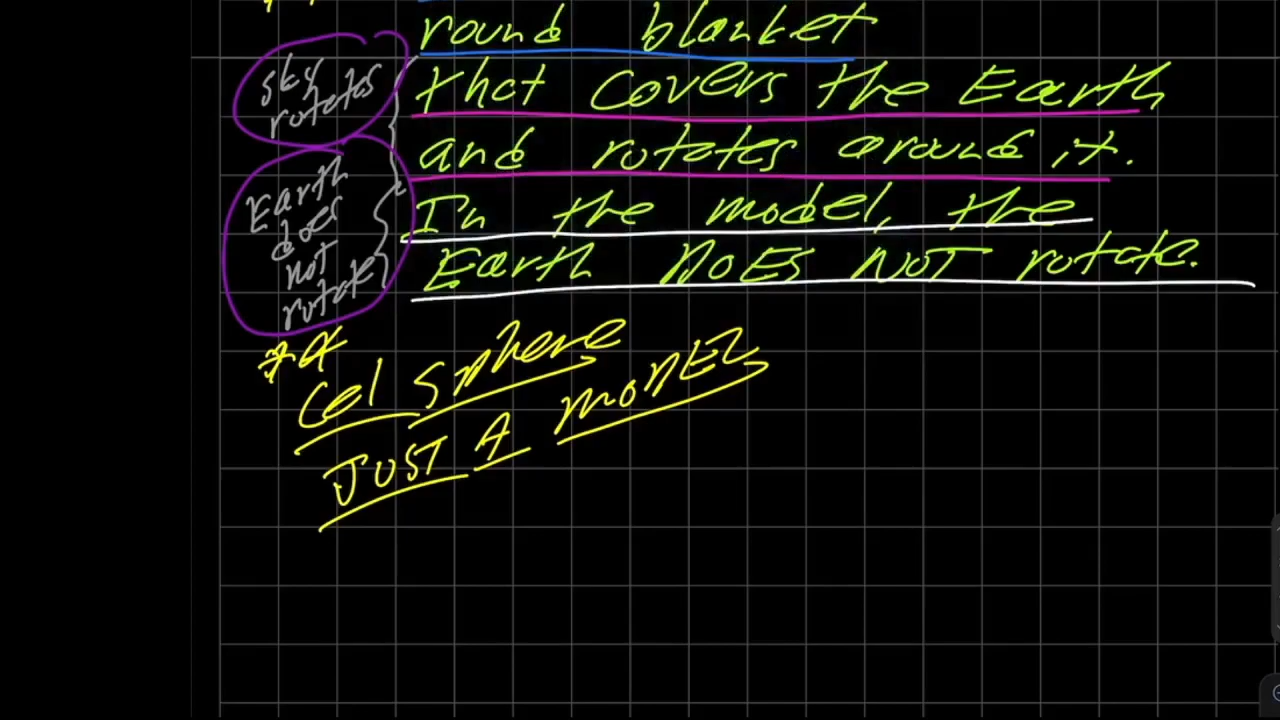 round blanket
that covers the Earth
and rotates around it.
In the model, the
Earth DOES NOT rotate.
sky
rotates
Earth
does
not
rotate
**
Cel Sphere
JUST A MODEL